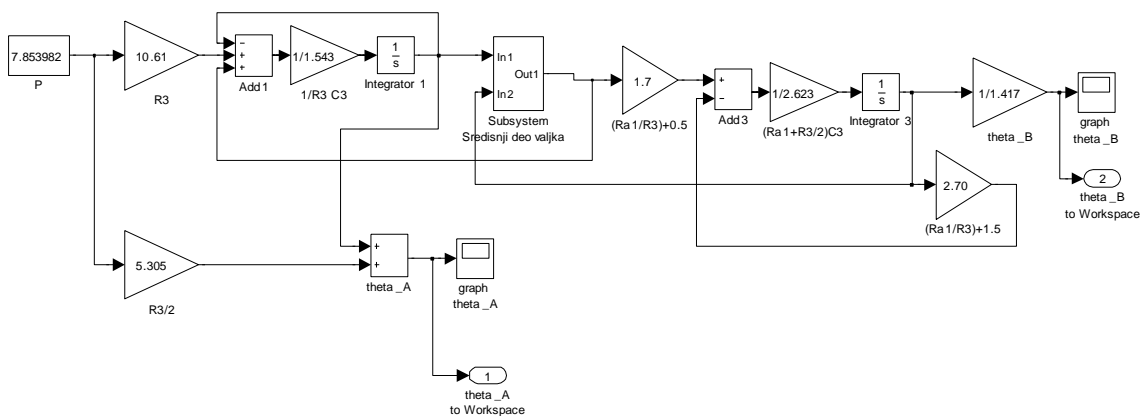 7.853982
P
10.61
R3
−
+
+
Add 1
1/1.543
1/R3 C3
1
s
Integrator 1
In1
In2
Out1
Subsystem
Sredisnji deo valjka
1.7
(Ra1/R3)+0.5
+
−
Add 3
1/2.623
(Ra1+R3/2)C3
1
s
Integrator 3
1/1.417
theta _B
graph
theta _B
2
theta _B
to Workspace
2.70
(Ra1/R3)+1.5
5.305
R3/2
+
+
theta _A
graph
theta _A
1
theta _A
to Workspace